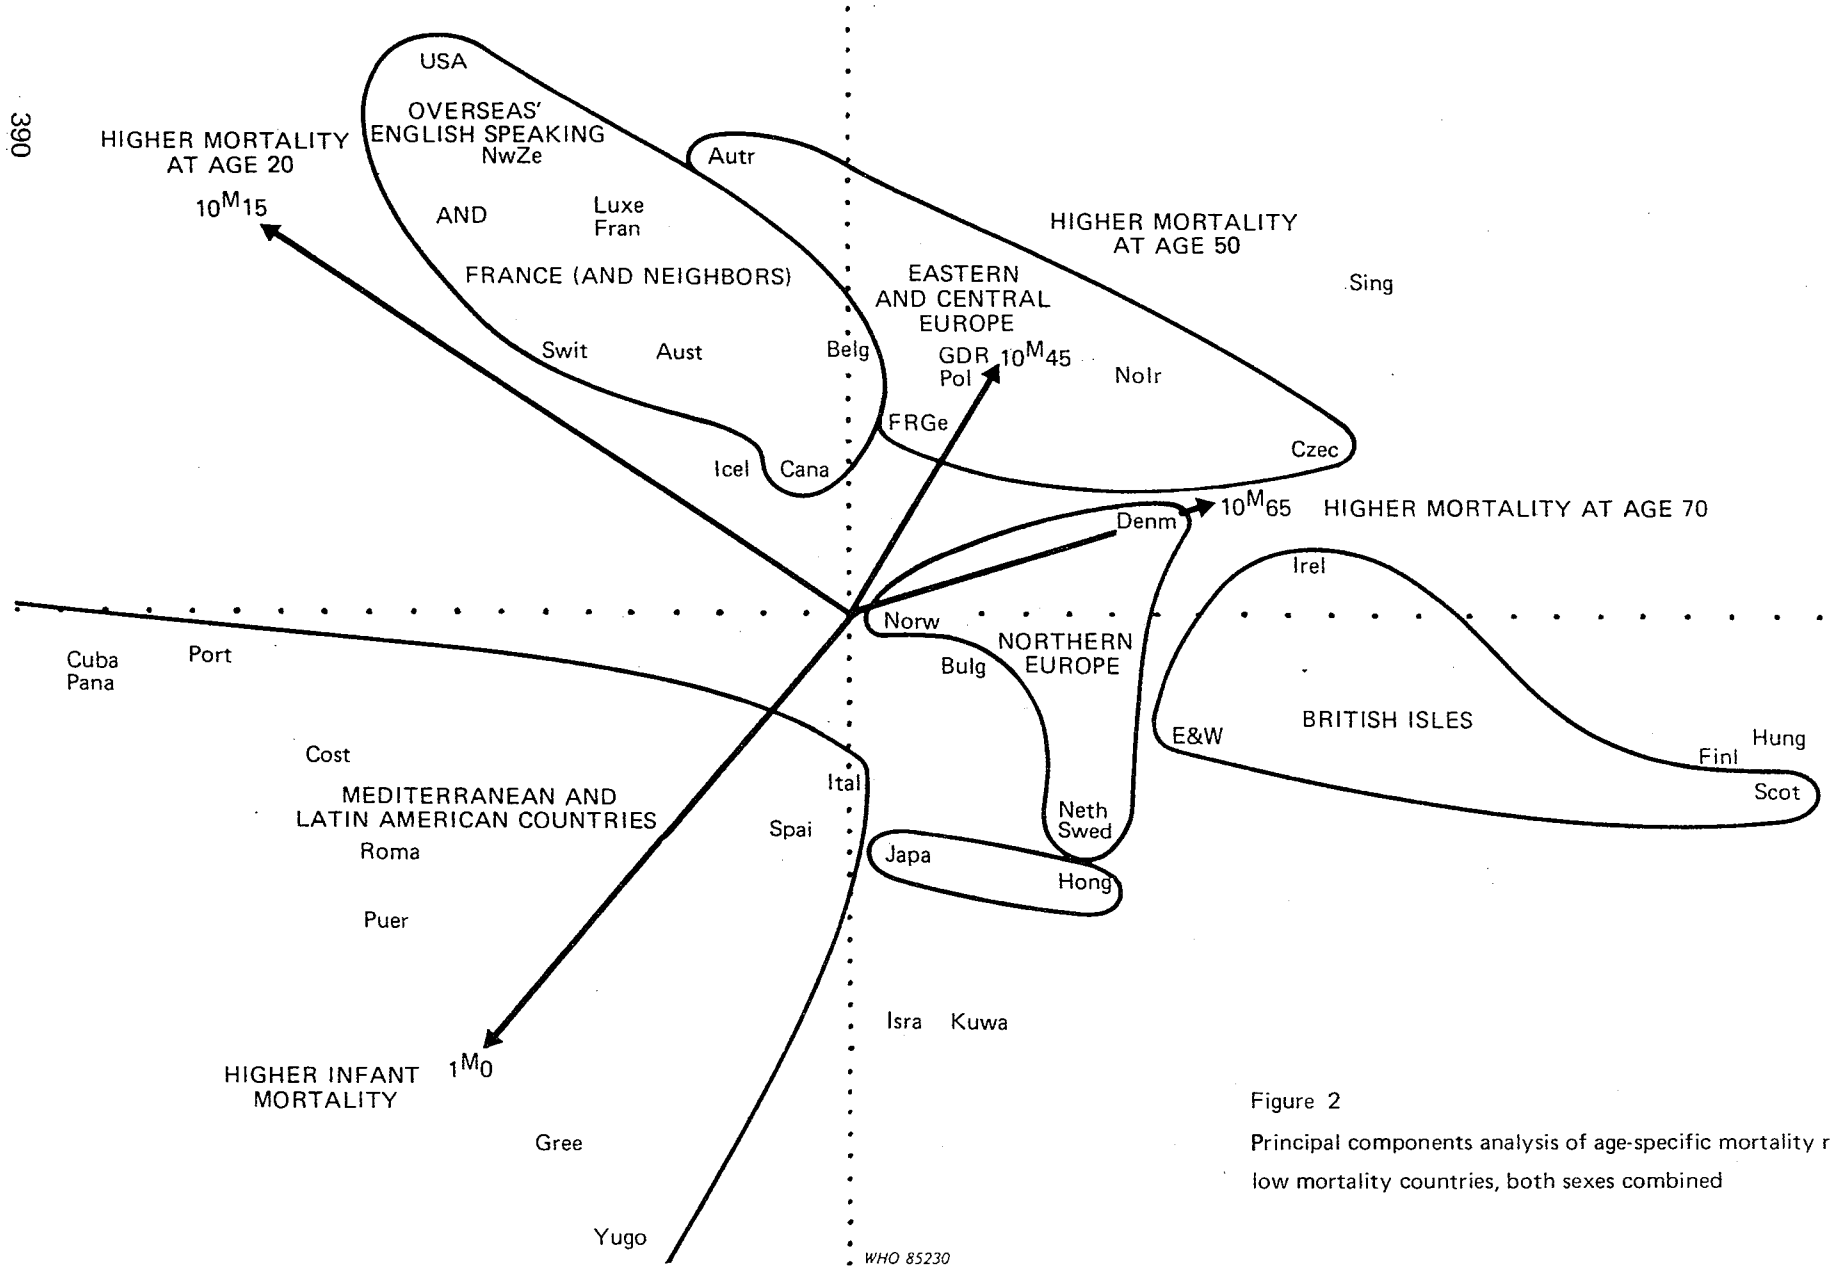 390
USA
OVERSEAS'
ENGLISH SPEAKING
NwZe
HIGHER MORTALITY
AT AGE 20
10M15
Autr
AND
Luxe
Fran
FRANCE (AND NEIGHBORS)
HIGHER MORTALITY
AT AGE 50
EASTERN
AND CENTRAL
EUROPE
Sing
Swit
Aust
Belg
GDR
10M45
Pol
NoIr
FRGe
Czec
Icel
Cana
Denm
10M65
HIGHER MORTALITY AT AGE 70
Irel
Norw
NORTHERN
EUROPE
Bulg
Cuba
Pana
Port
BRITISH ISLES
E&W
Hung
Finl
Scot
Cost
Ital
MEDITERRANEAN AND
LATIN AMERICAN COUNTRIES
Roma
Spai
Neth
Swed
Japa
Hong
Puer
Isra
Kuwa
1M0
HIGHER INFANT
MORTALITY
Gree
Yugo
Figure 2
Principal components analysis of age-specific mortality r
low mortality countries, both sexes combined
WHO 85230